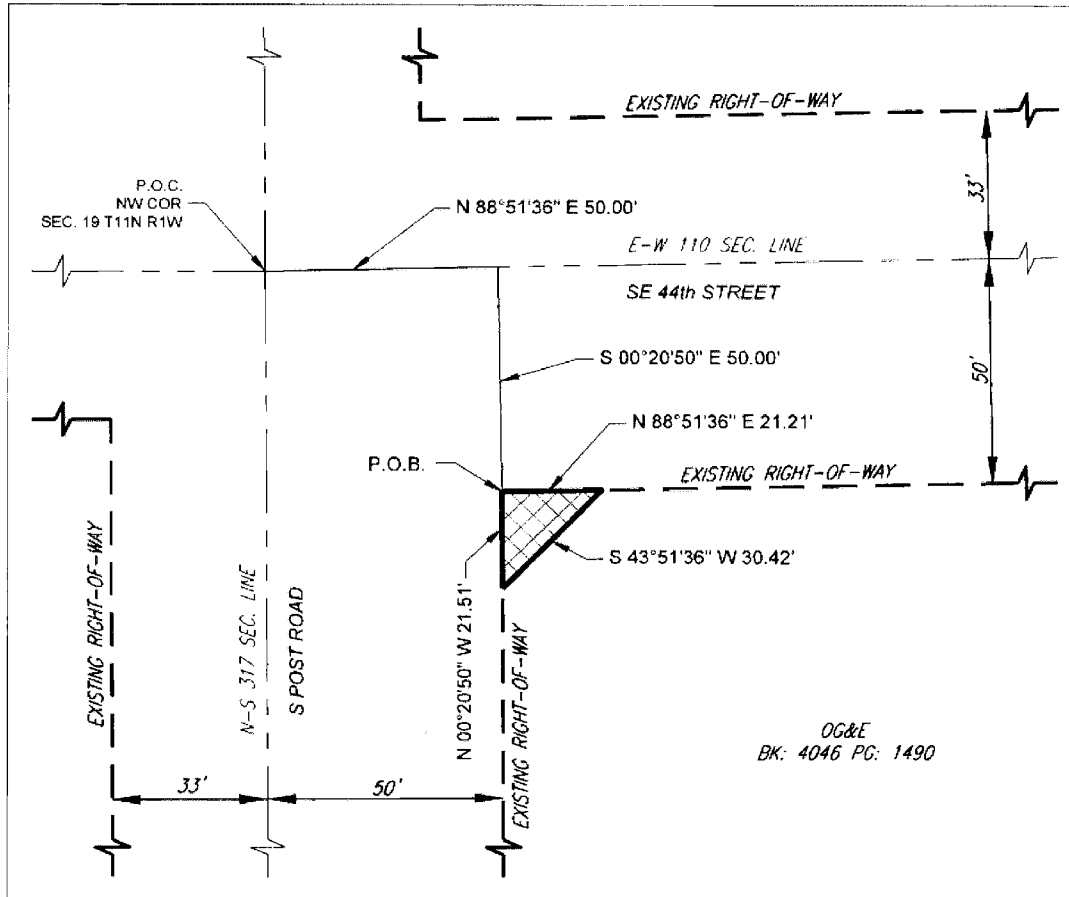 EXISTING RIGHT-OF-WAY
33'
P.O.C.
NW COR
SEC. 19 T11N R1W
N 88°51'36" E 50.00'
E-W 110 SEC. LINE
SE 44th STREET
S 00°20'50" E 50.00'
50'
N 88°51'36" E 21.21'
P.O.B.
EXISTING RIGHT-OF-WAY
S 43°51'36" W 30.42'
EXISTING RIGHT-OF-WAY
N-S 317 SEC. LINE
S POST ROAD
N 00°20'50" W 21.51'
EXISTING RIGHT-OF-WAY
OG&E
BK: 4046 PG: 1490
33'
50'